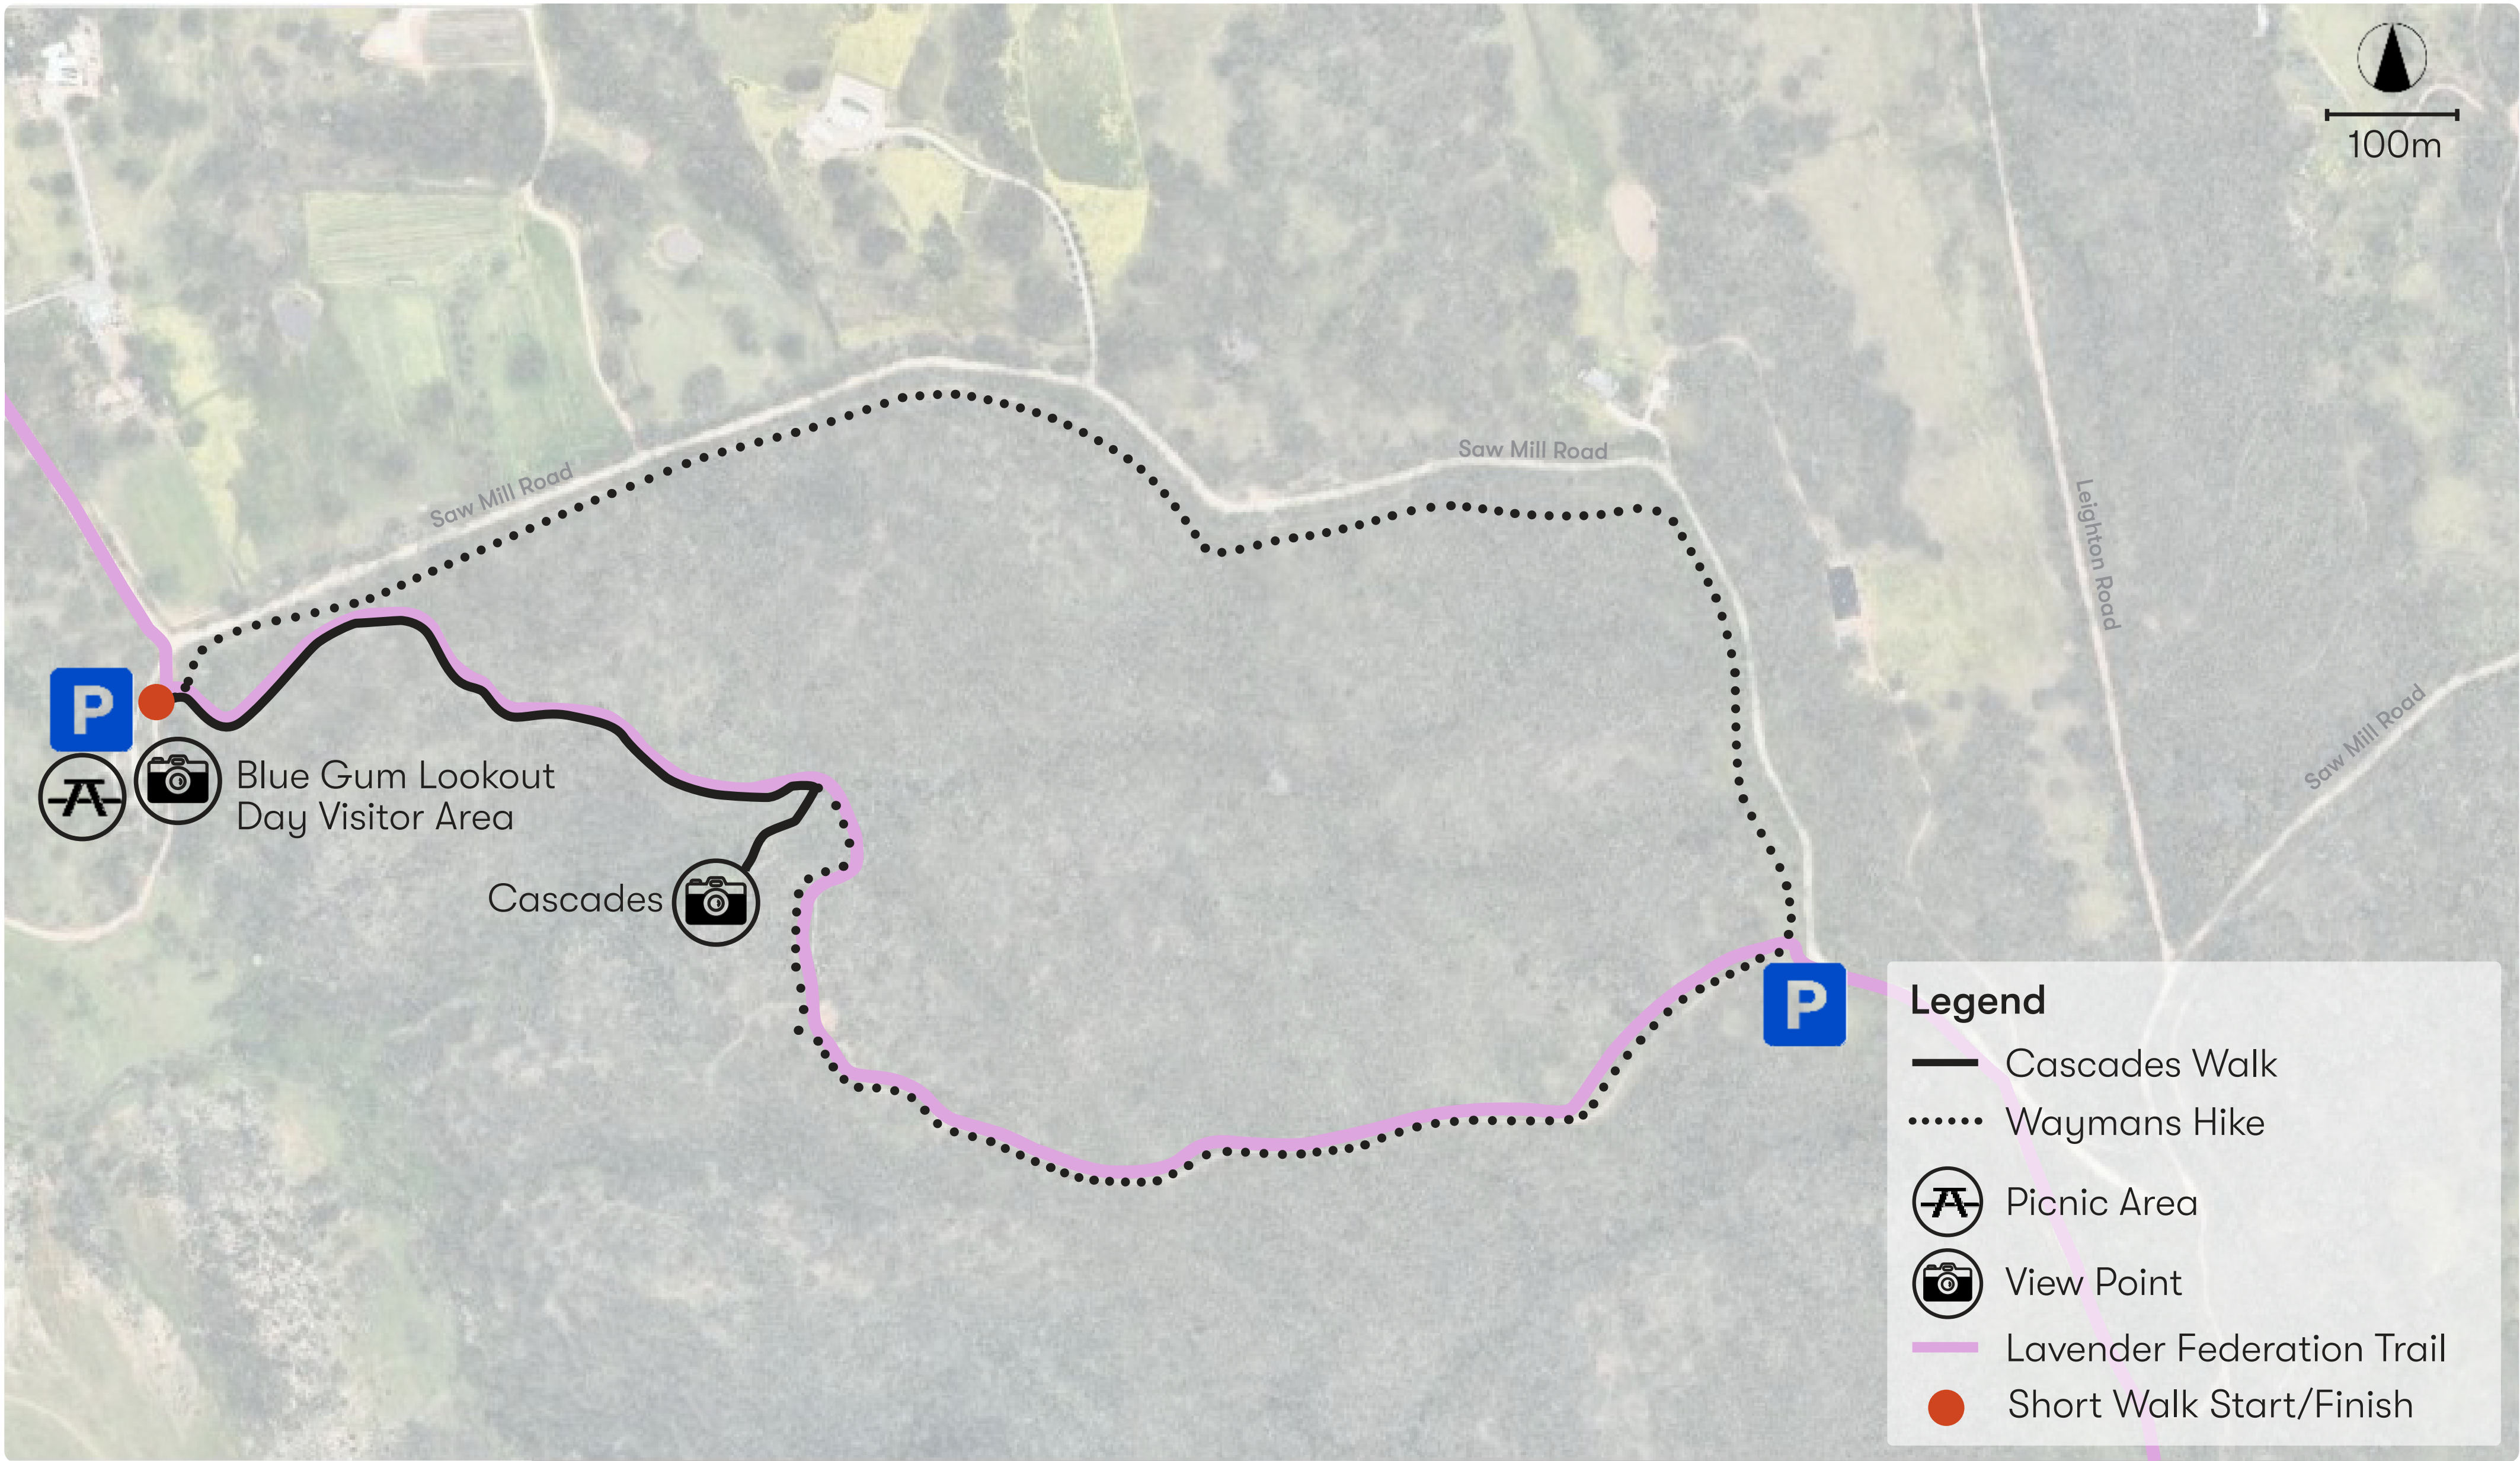 100m
Saw Mill Road
Saw Mill Road
Leighton Road
Saw Mill Road
P
Blue Gum Lookout
Day Visitor Area
Cascades
P
Legend
Cascades Walk
Waymans Hike
Picnic Area
View Point
Lavender Federation Trail
Short Walk Start/Finish